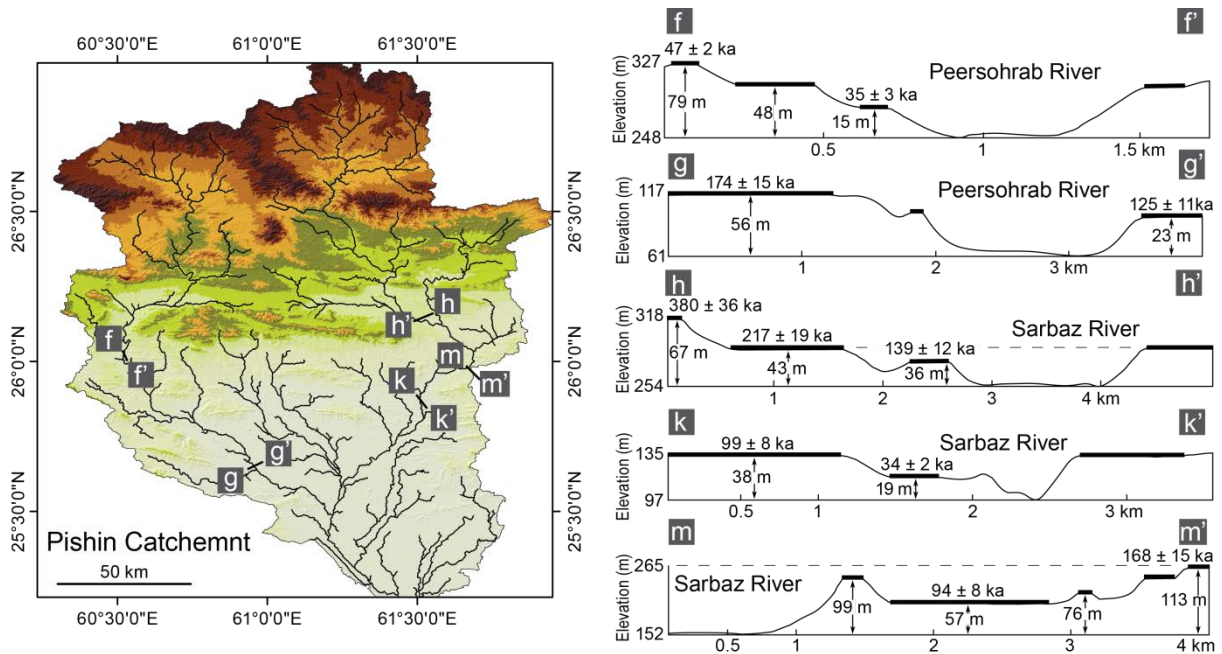 60°30'0"E 61°0'0"E 61°30'0"E
26°30'0"N
26°0'0"N
25°30'0"N
26°30'0"N
26°0'0"N
25°30'0"N
60°30'0"E 61°0'0"E 61°30'0"E
f
f'
g
g'
h
h'
k
k'
m
m'
Pishin Catchemnt
50 km
f f'
47 ± 2 ka
Peersohrab River
Elevation (m)
327
248
79 m
48 m
35 ± 3 ka
15 m
0.5 1 1.5 km
g g'
174 ± 15 ka
Peersohrab River
125 ± 11ka
Elevation (m)
117
61
56 m
23 m
1 2 3 km
h h'
380 ± 36 ka
217 ± 19 ka
139 ± 12 ka
Sarbaz River
Elevation (m)
318
254
67 m
43 m
36 m
1 2 3 4 km
k k'
99 ± 8 ka
34 ± 2 ka
Sarbaz River
Elevation (m)
135
97
38 m
19 m
0.5 1 2 3 km
m m'
Sarbaz River
94 ± 8 ka
168 ± 15 ka
Elevation (m)
265
152
99 m
57 m
76 m
113 m
0.5 1 2 3 4 km